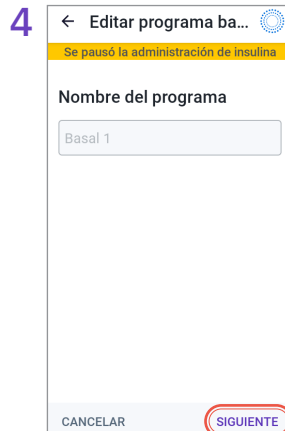 4
← Editar programa ba...
Se pausó la administración de insulina
Nombre del programa
Basal 1
CANCELAR SIGUIENTE